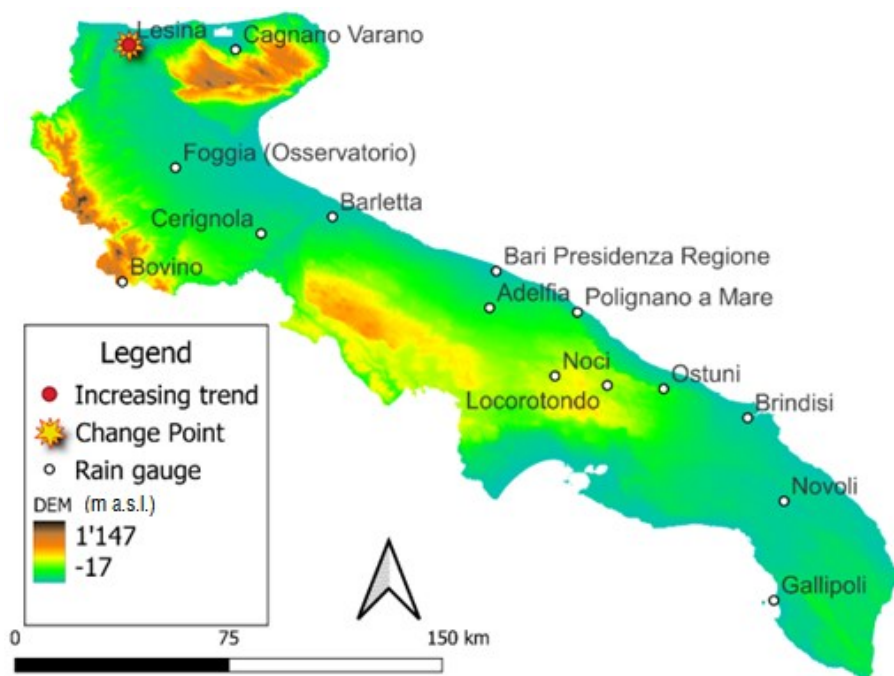 Lesina
Cagnano Varano
Foggia (Osservatorio)
Barletta
Cerignola
Bovino
Bari Presidenza Regione
Adelfia
Polignano a Mare
Noci
Ostuni
Locorotondo
Brindisi
Novoli
Gallipoli
Legend
Increasing trend
Change Point
Rain gauge
DEM (m a.s.l.)
1'147
-17
0 75 150 km